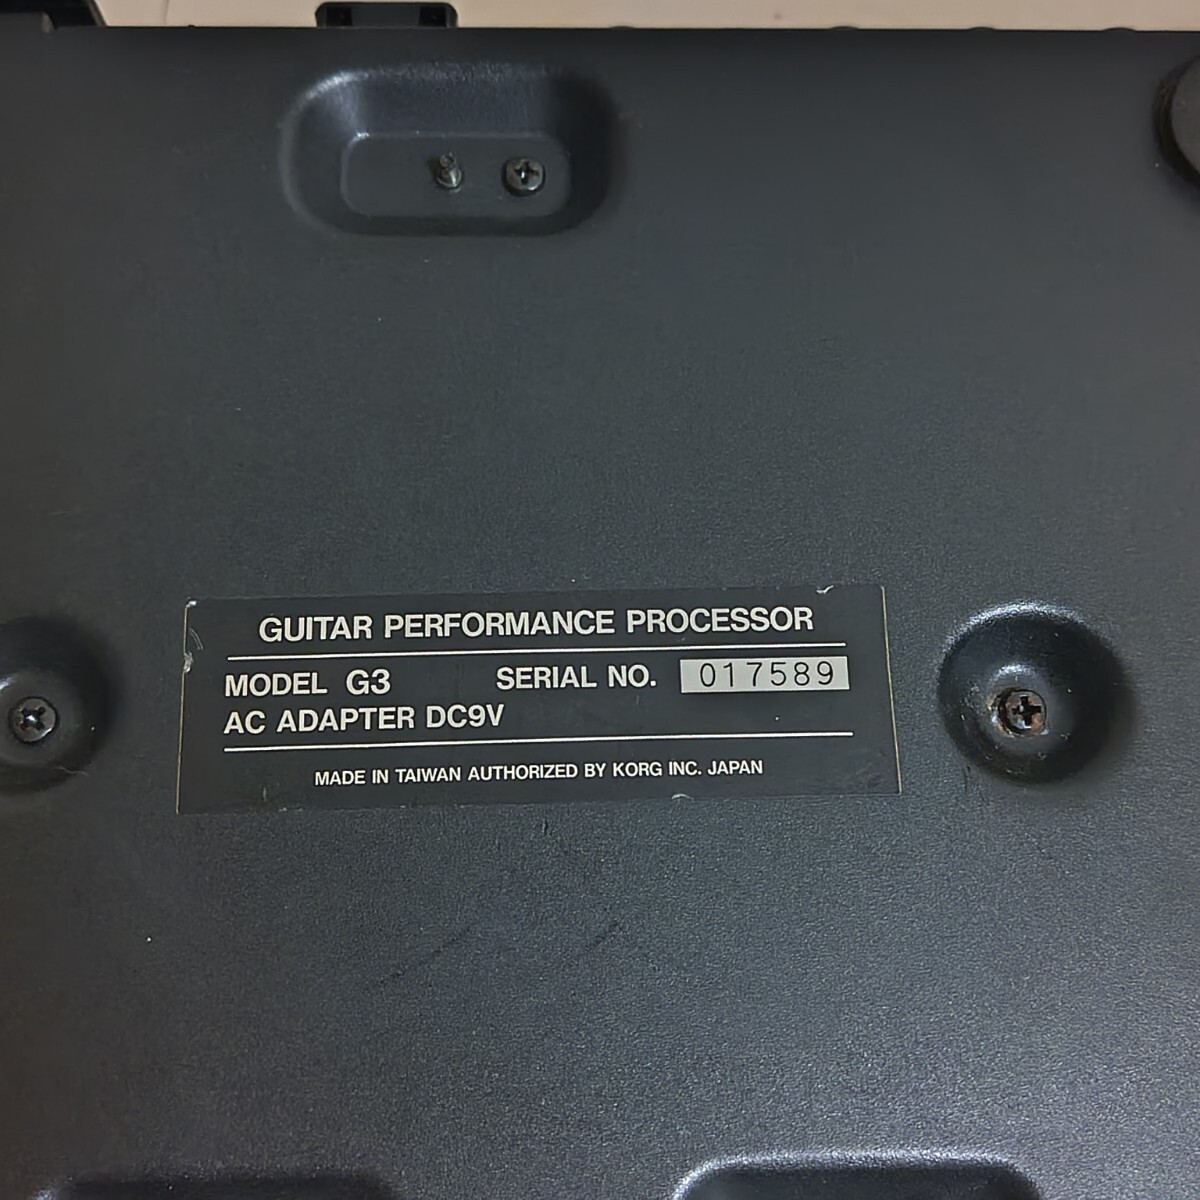 GUITAR PERFORMANCE PROCESSOR
MODEL G3 SERIAL NO. 017589
AC ADAPTER DC9V
MADE IN TAIWAN AUTHORIZED BY KORG INC. JAPAN